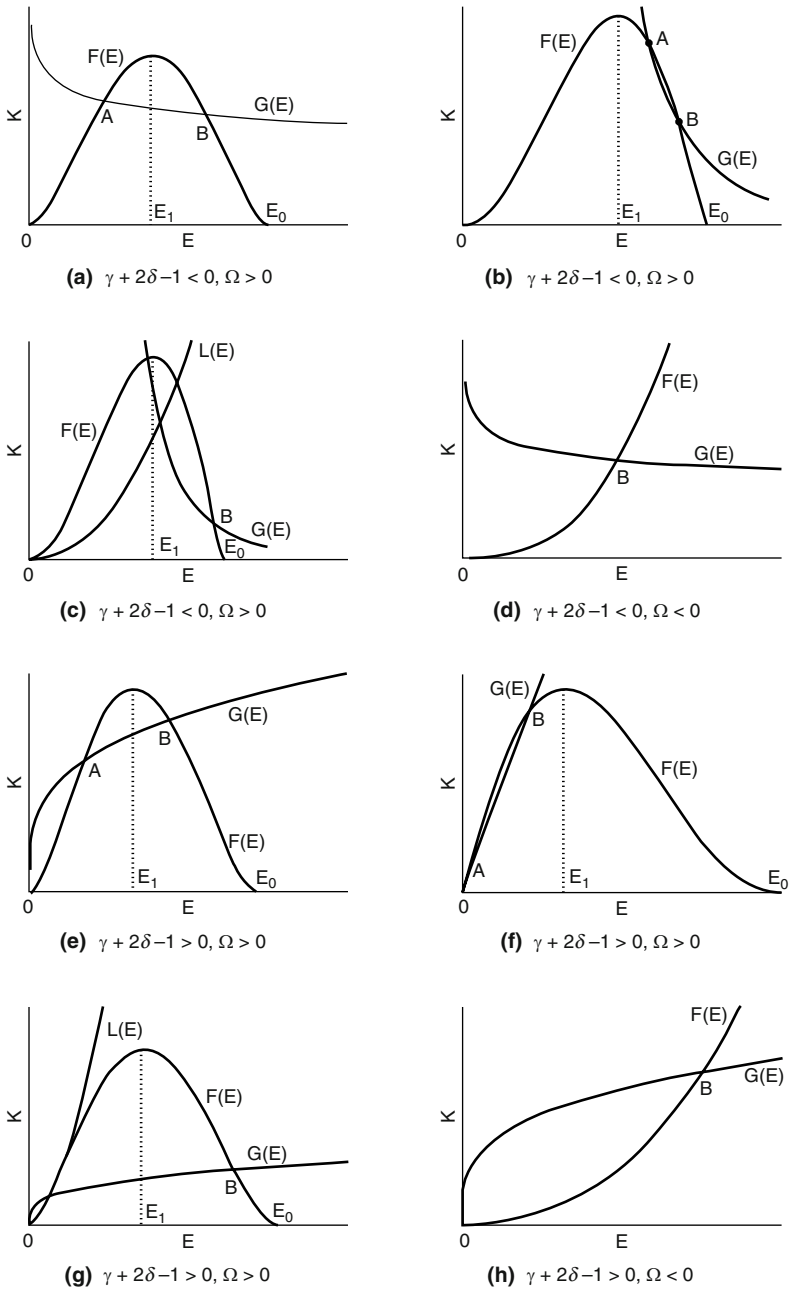 F(E)
K
A
G(E)
B
E₁
E₀
0
E
(a) γ + 2δ – 1 < 0, Ω > 0
F(E)
A
B
K
G(E)
E₁
E₀
0
E
(b) γ + 2δ – 1 < 0, Ω > 0
L(E)
F(E)
K
B
G(E)
E₁
E₀
0
E
(c) γ + 2δ – 1 < 0, Ω > 0
F(E)
K
G(E)
B
0
E
(d) γ + 2δ – 1 < 0, Ω < 0
G(E)
B
A
K
F(E)
E₁
E₀
0
E
(e) γ + 2δ – 1 > 0, Ω > 0
G(E)
B
F(E)
K
A
E₁
E₀
0
E
(f) γ + 2δ – 1 > 0, Ω > 0
L(E)
F(E)
K
G(E)
B
E₁
E₀
0
E
(g) γ + 2δ – 1 > 0, Ω > 0
F(E)
G(E)
B
K
0
E
(h) γ + 2δ – 1 > 0, Ω < 0